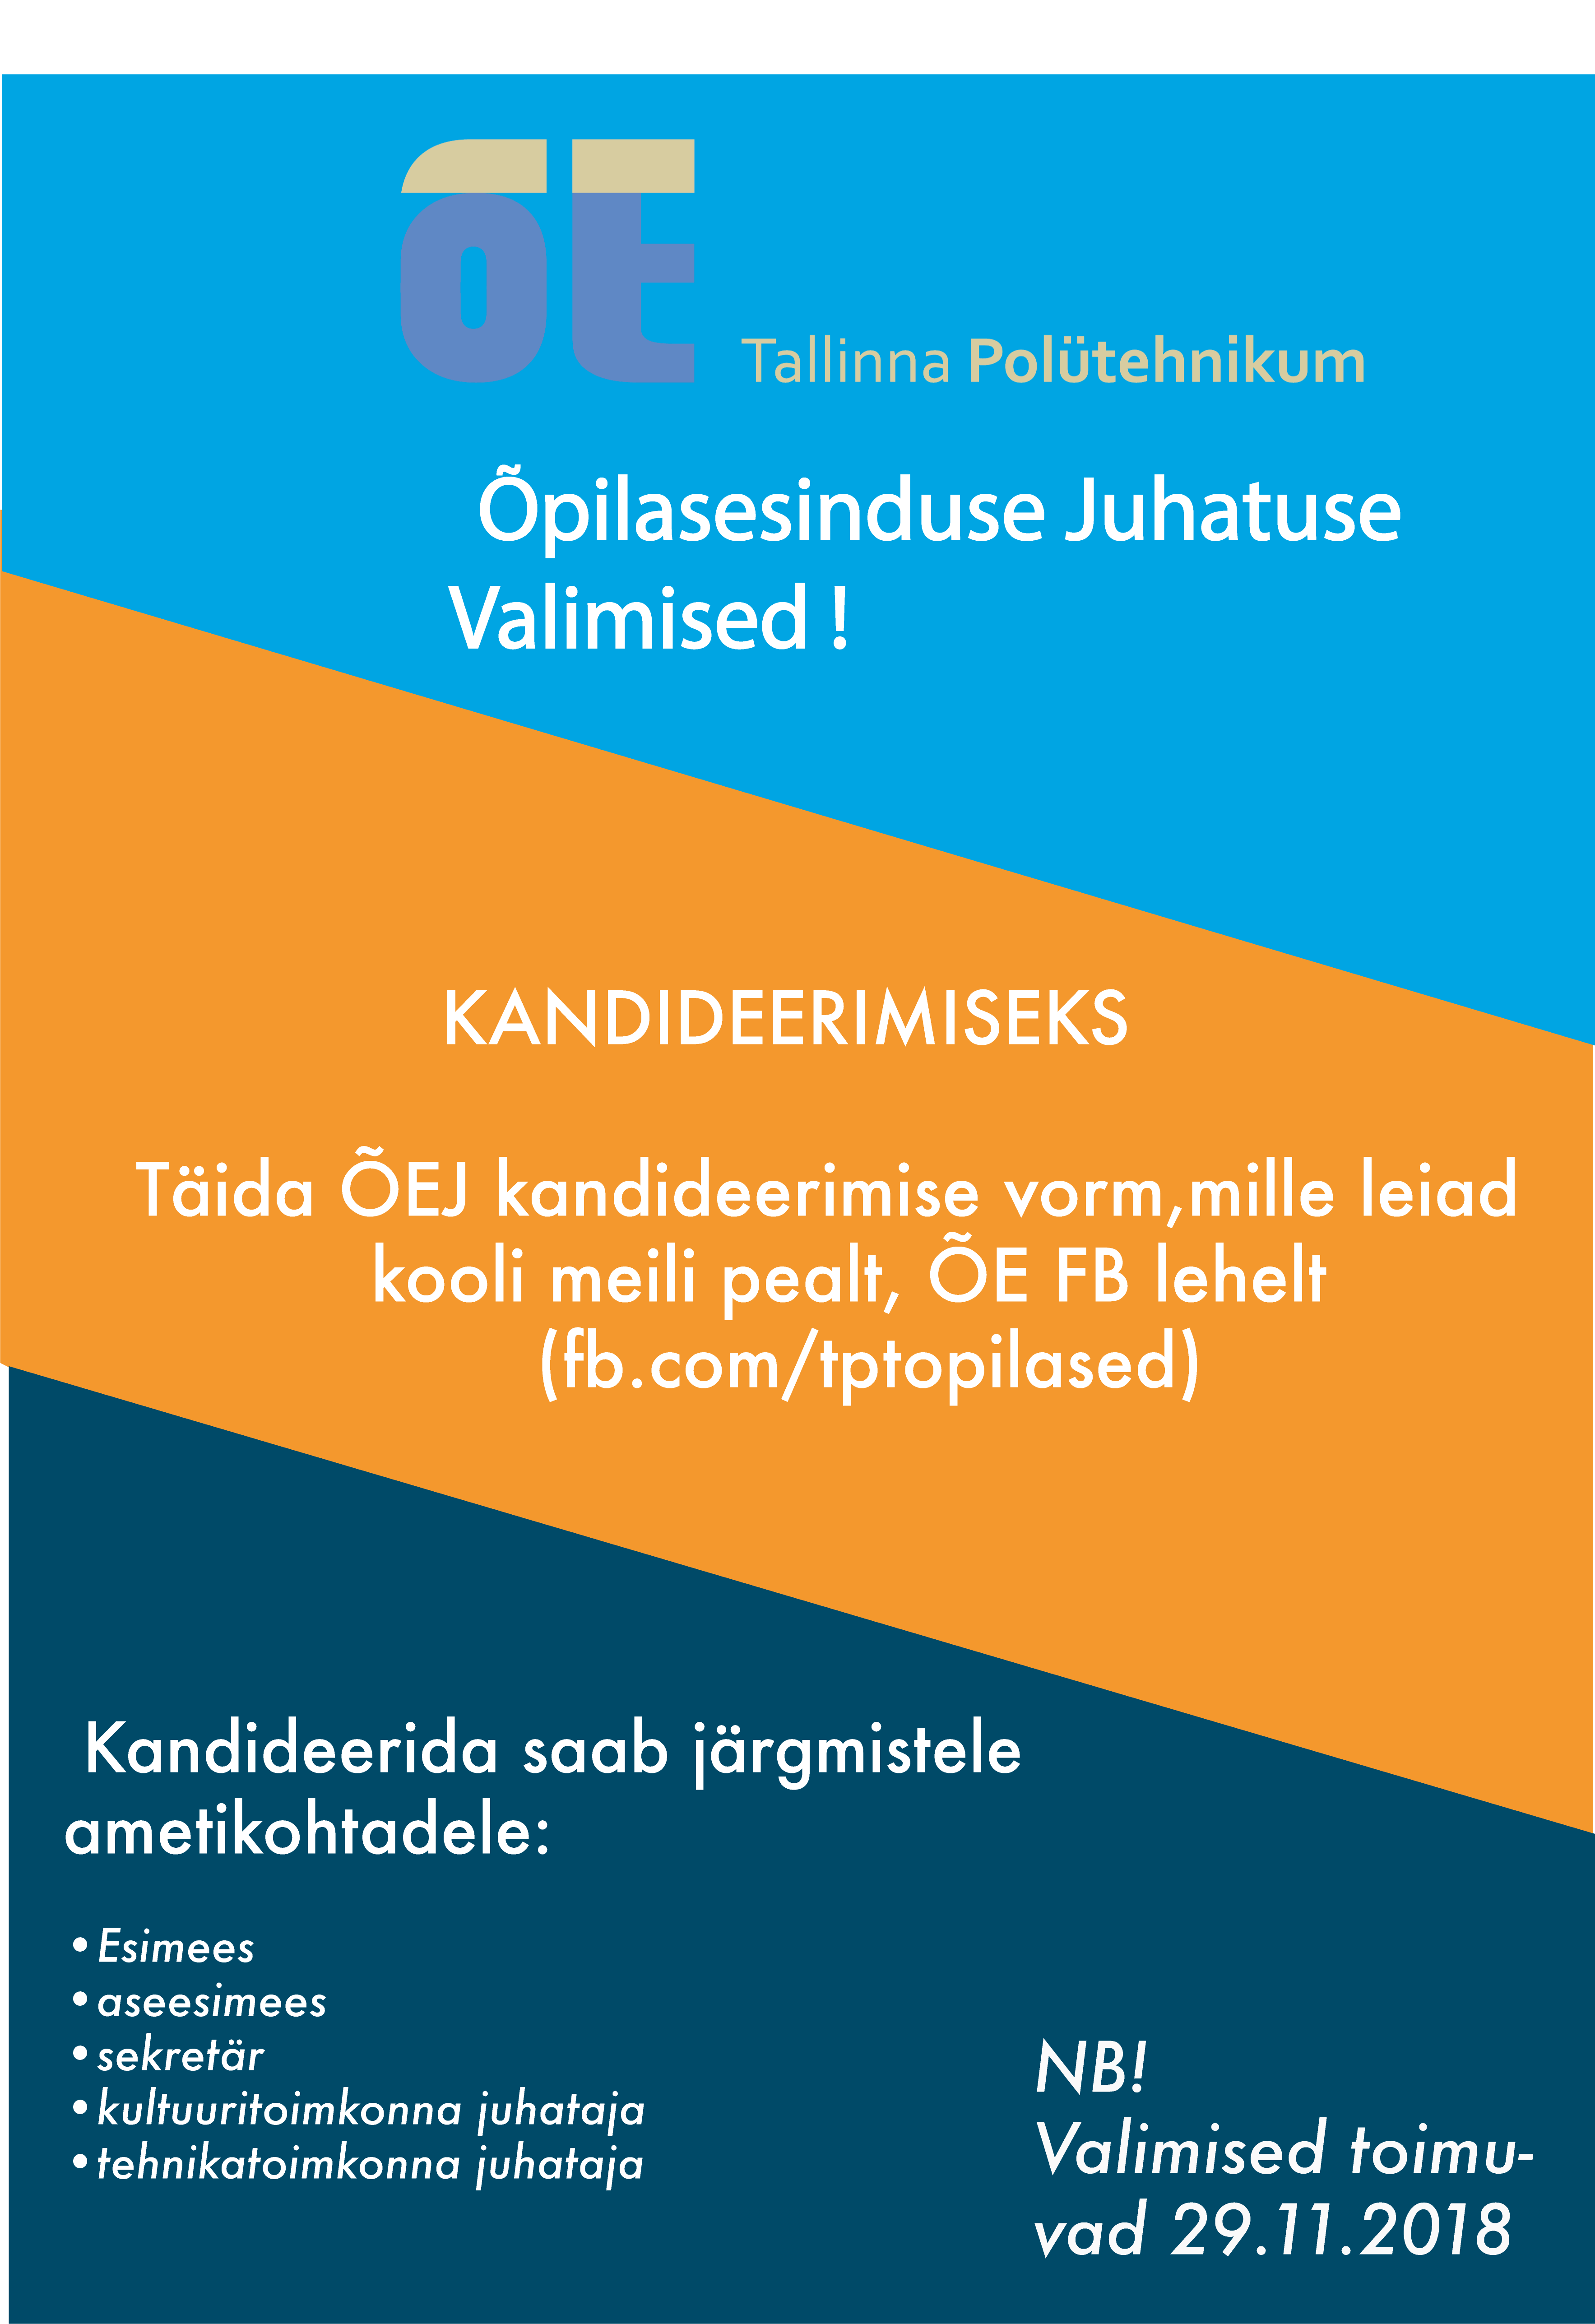 ÕE
Tallinna Polütehnikum
Õpilasesinduse Juhatuse
Valimised !
KANDIDEERIMISEKS
Täida ÕEJ kandideerimise vorm,mille leiad
kooli meili pealt, ÕE FB lehelt
(fb.com/tptopilased)
Kandideerida saab järgmistele
ametikohtadele:
• Esimees
• aseesimees
• sekretär
• kultuuritoimkonna juhataja
• tehnikatoimkonna juhataja
NB!
Valimised toimu-
vad 29.11.2018